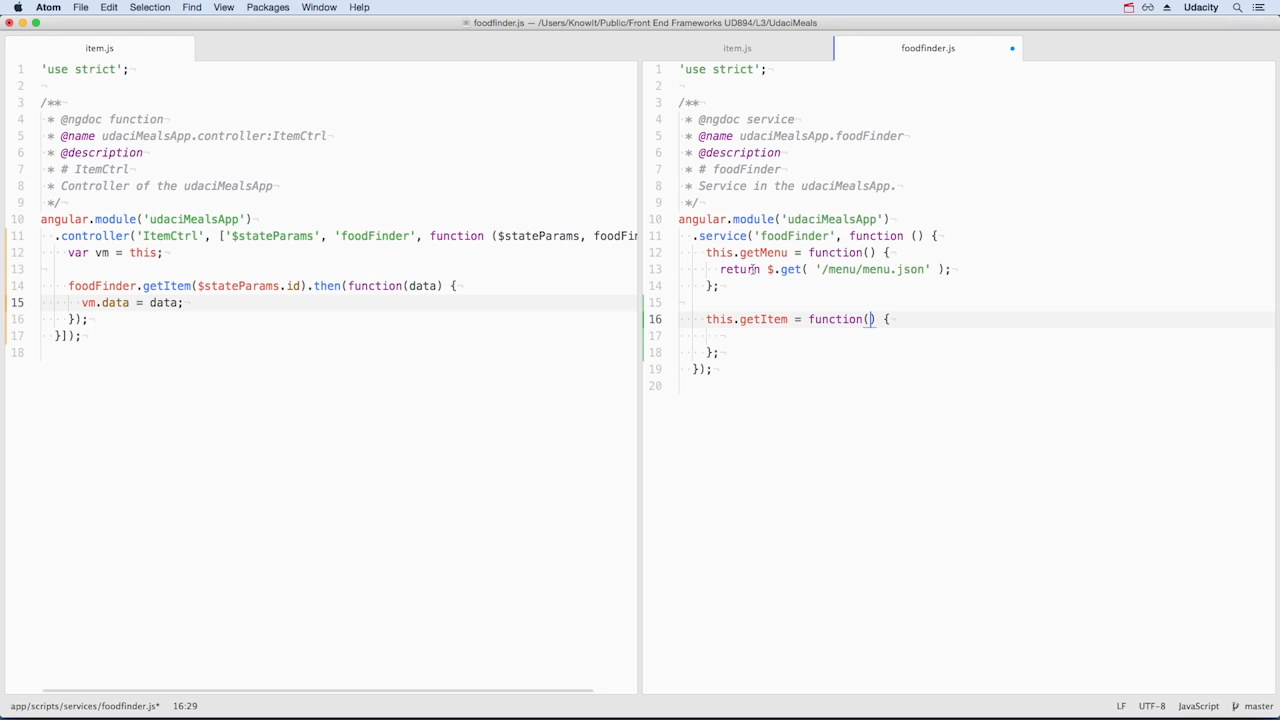 Atom File Edit Selection Find View Packages Window Help Udacity
foodfinder.js — /Users/KnowIt/Public/Front End Frameworks UD894/L3/UdaciMeals
item.js
1 'use strict';
2
3 /**
4 * @ngdoc function
5 * @name udaciMealsApp.controller:ItemCtrl
6 * @description
7 * # ItemCtrl
8 * Controller of the udaciMealsApp
9 */
10 angular.module('udaciMealsApp')
11 .controller('ItemCtrl', ['$stateParams', 'foodFinder', function ($stateParams, foodFin
12 var vm = this;
13
14 foodFinder.getItem($stateParams.id).then(function(data) {
15 vm.data = data;
16 });
17 }]);
18
item.js foodfinder.js
1 'use strict';
2
3 /**
4 * @ngdoc service
5 * @name udaciMealsApp.foodFinder
6 * @description
7 * # foodFinder
8 * Service in the udaciMealsApp.
9 */
10 angular.module('udaciMealsApp')
11 .service('foodFinder', function () {
12 this.getMenu = function() {
13 return $.get( '/menu/menu.json' );
14 };
15
16 this.getItem = function() {
17
18 };
19 });
20
app/scripts/services/foodfinder.js* 16:29 LF UTF-8 JavaScript master